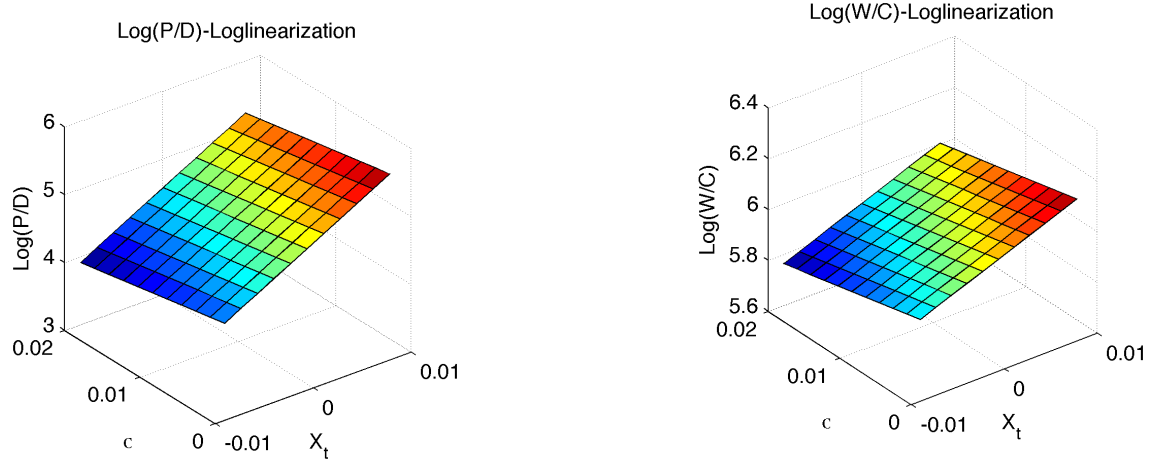 Log(P/D)-Loglinearization
6
5
4
3
Log(P/D)
0.02
0.01
0
c
-0.01
0
0.01
X_t
Log(W/C)-Loglinearization
6.4
6.2
6
5.8
5.6
Log(W/C)
0.02
0.01
0
c
-0.01
0
0.01
X_t